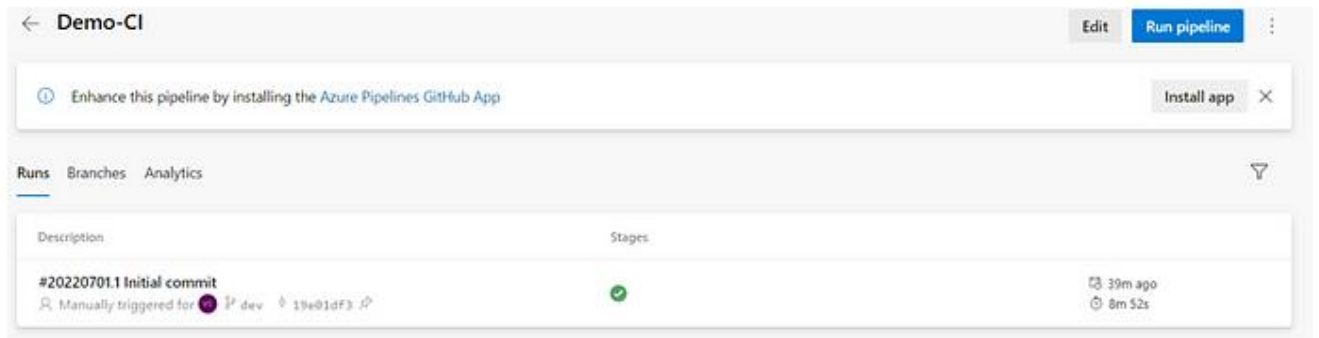 Demo-CI
Edit
Run pipeline
Enhance this pipeline by installing the Azure Pipelines GitHub App
Install app
Runs Branches Analytics
Description Stages
#20220701.1 Initial commit
39m ago
Manually triggered for dev 19e01df3
8m 52s